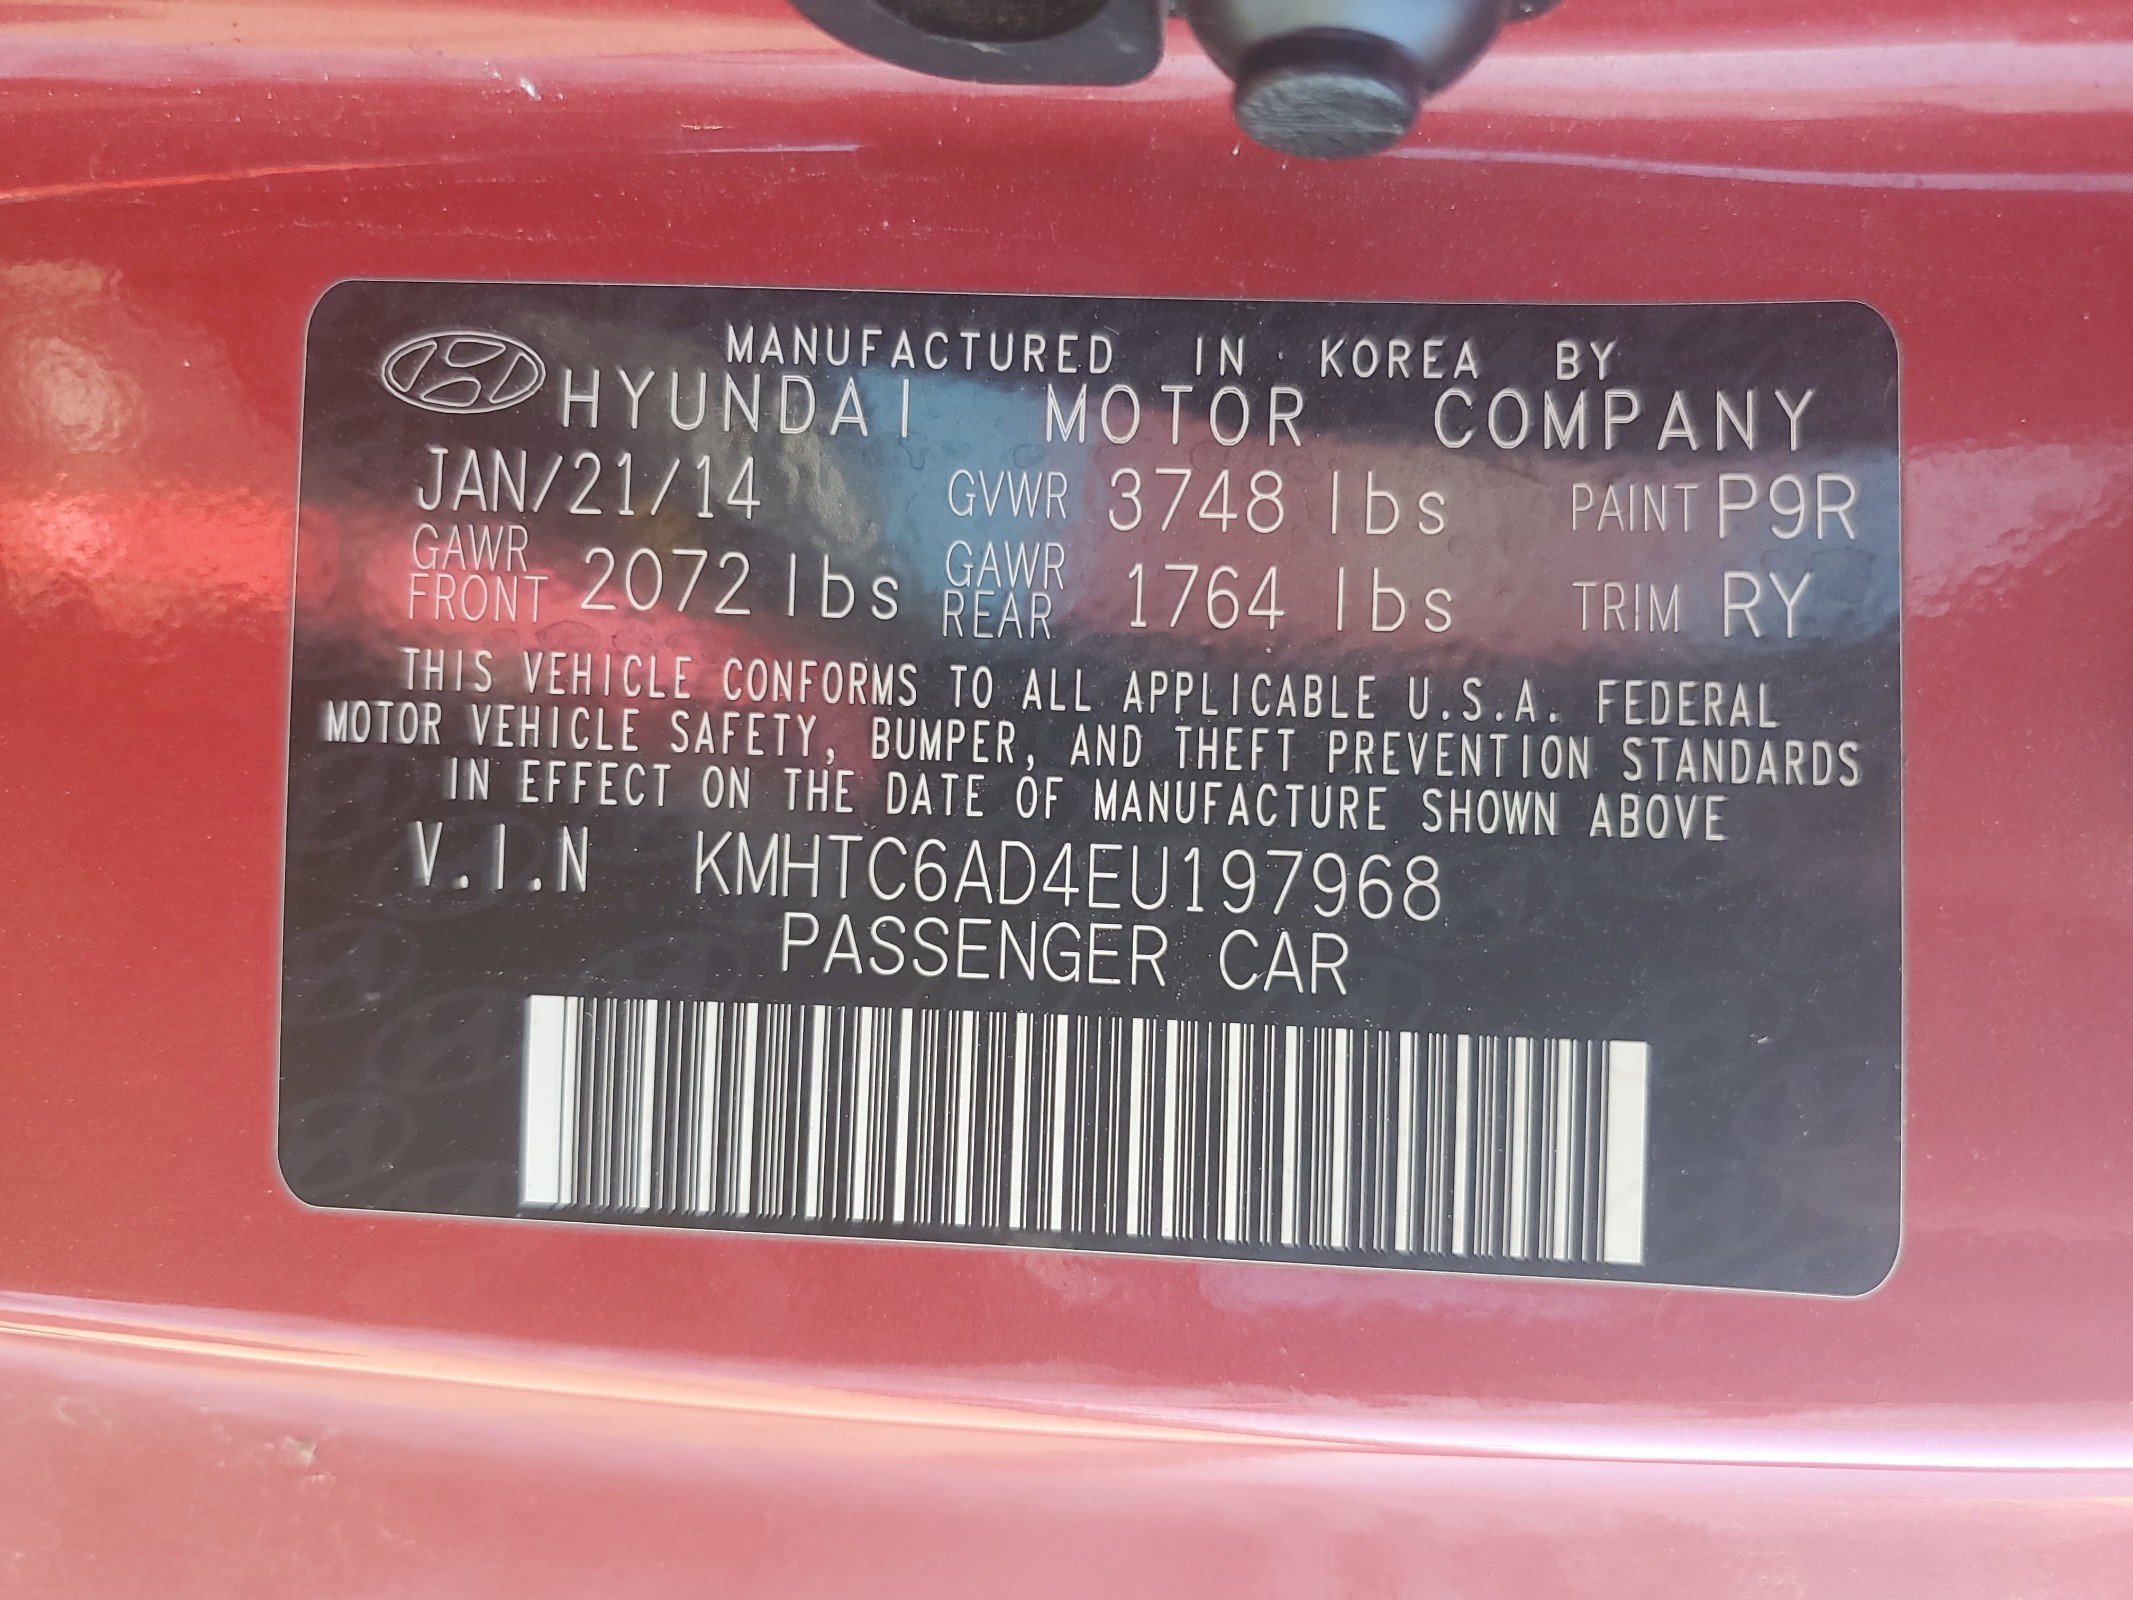 MANUFACTURED IN KOREA BY
HYUNDAI MOTOR COMPANY
JAN/21/14 GVWR 3748 lbs PAINT P9R
GAWR FRONT 2072 lbs GAWR REAR 1764 lbs TRIM RY
THIS VEHICLE CONFORMS TO ALL APPLICABLE U.S.A. FEDERAL
MOTOR VEHICLE SAFETY, BUMPER, AND THEFT PREVENTION STANDARDS
IN EFFECT ON THE DATE OF MANUFACTURE SHOWN ABOVE
V.I.N KMHTC6AD4EU197968
PASSENGER CAR